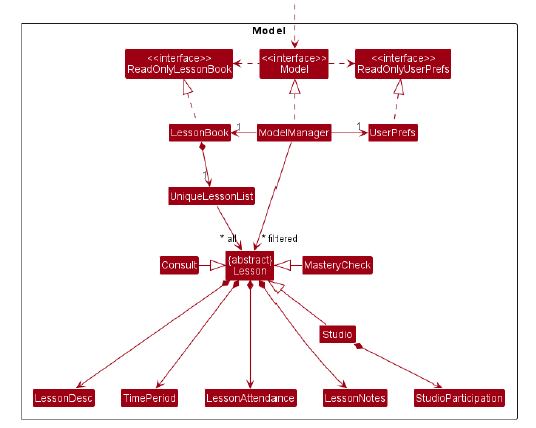 Model
<<interface>>
ReadOnlyLessonBook
<<interface>>
Model
<<interface>>
ReadOnlyUserPrefs
LessonBook
1
ModelManager
1
UserPrefs
1
UniqueLessonList
* all
* filtered
Consult
{abstract}
Lesson
MasteryCheck
Studio
LessonDesc
TimePeriod
LessonAttendance
LessonNotes
StudioParticipation